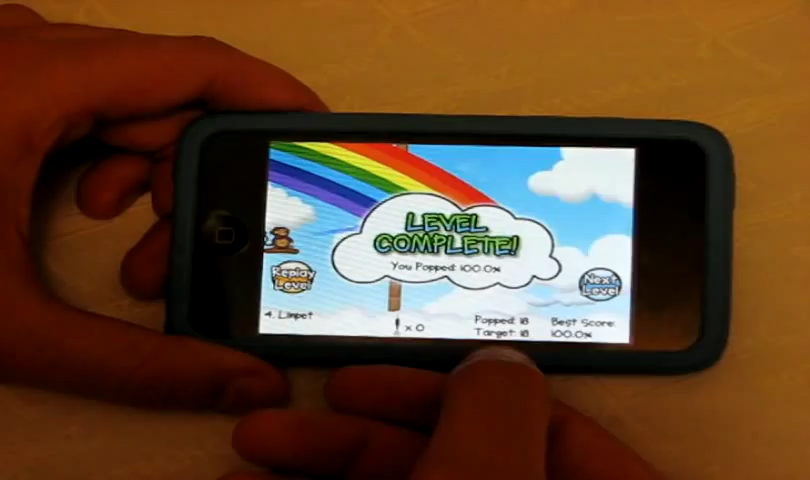 LEVEL
COMPLETE!
You Popped: 100.0%
Replay
Level
Next
Level
4. Limpet
x 0
Popped: 18
Target: 18
Best Score:
100.0%